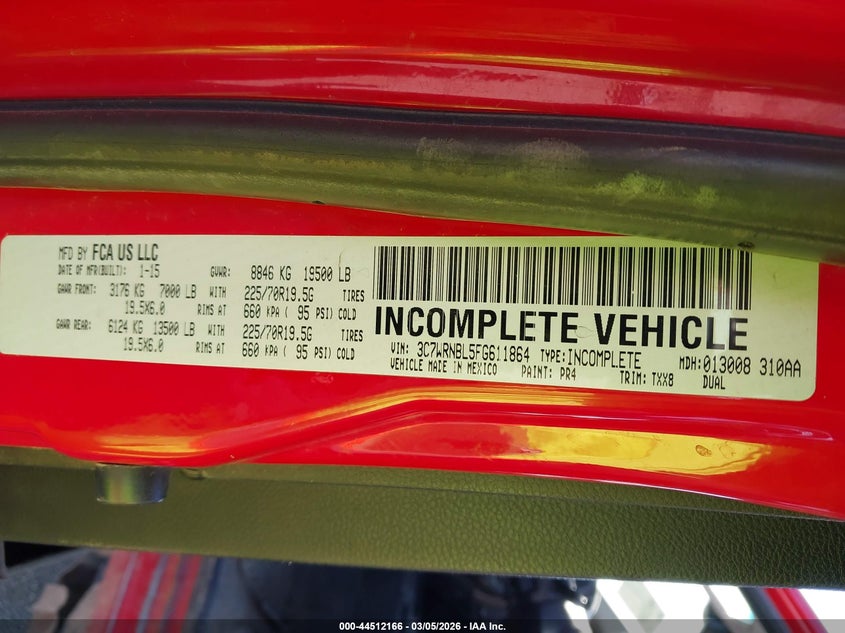 MFD BY FCA US LLC
DATE OF MFR(BUILT): 1-15 GVWR: 8846 KG 19500 LB
GAWR FRONT: 3176 KG 7000 LB WITH 225/70R19.5G TIRES
19.5X6.0 RIMS AT 660 KPA ( 95 PSI) COLD
GAWR REAR: 6124 KG 13500 LB WITH 225/70R19.5G TIRES
19.5X6.0 RIMS AT 660 KPA ( 95 PSI) COLD
INCOMPLETE VEHICLE
VIN: 3C7WRNBL5FG611864 TYPE: INCOMPLETE MDH: 013008 310AA
VEHICLE MADE IN MEXICO PAINT: PR4 TRIM: TXX8 DUAL
000-44512166 — 03/05/2026 — IAA Inc.